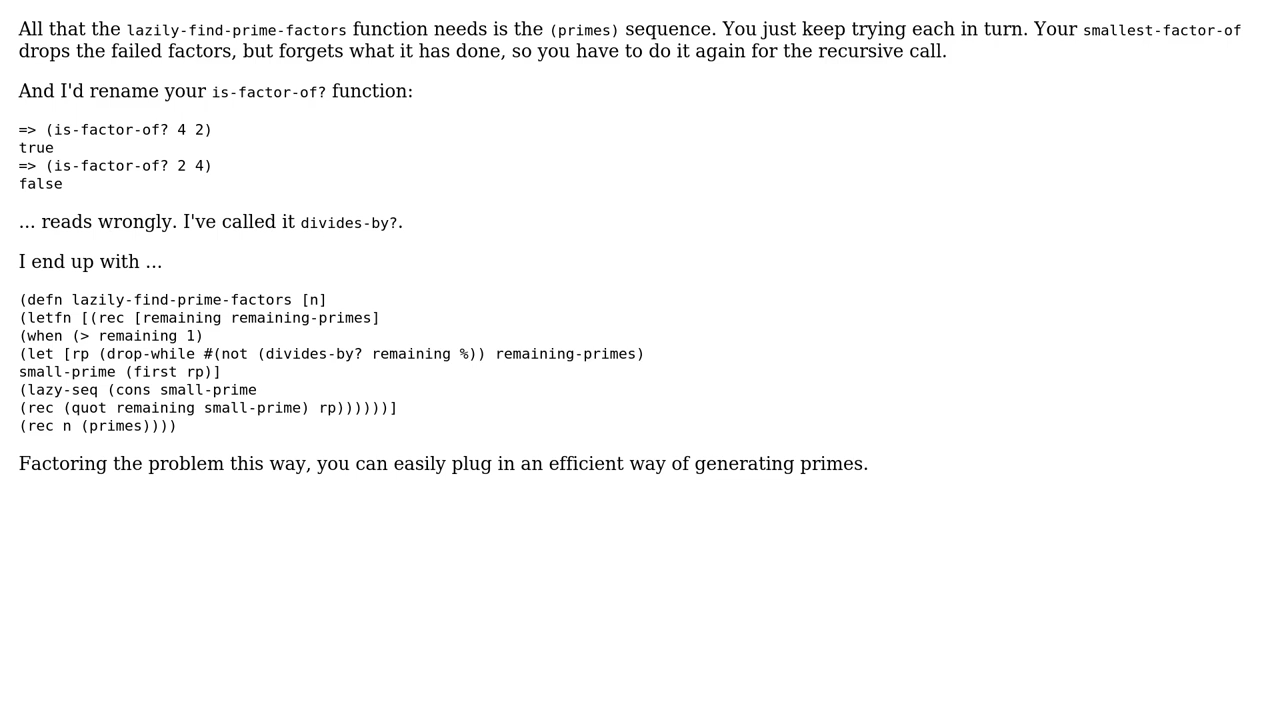 All that the lazily-find-prime-factors function needs is the (primes) sequence. You just keep trying each in turn. Your smallest-factor-of
drops the failed factors, but forgets what it has done, so you have to do it again for the recursive call.
And I'd rename your is-factor-of? function:
=> (is-factor-of? 4 2)
true
=> (is-factor-of? 2 4)
false
... reads wrongly. I've called it divides-by?.
I end up with ...
(defn lazily-find-prime-factors [n]
(letfn [(rec [remaining remaining-primes]
(when (> remaining 1)
(let [rp (drop-while #(not (divides-by? remaining %)) remaining-primes)
small-prime (first rp)]
(lazy-seq (cons small-prime
(rec (quot remaining small-prime) rp))))))]
(rec n (primes))))
Factoring the problem this way, you can easily plug in an efficient way of generating primes.